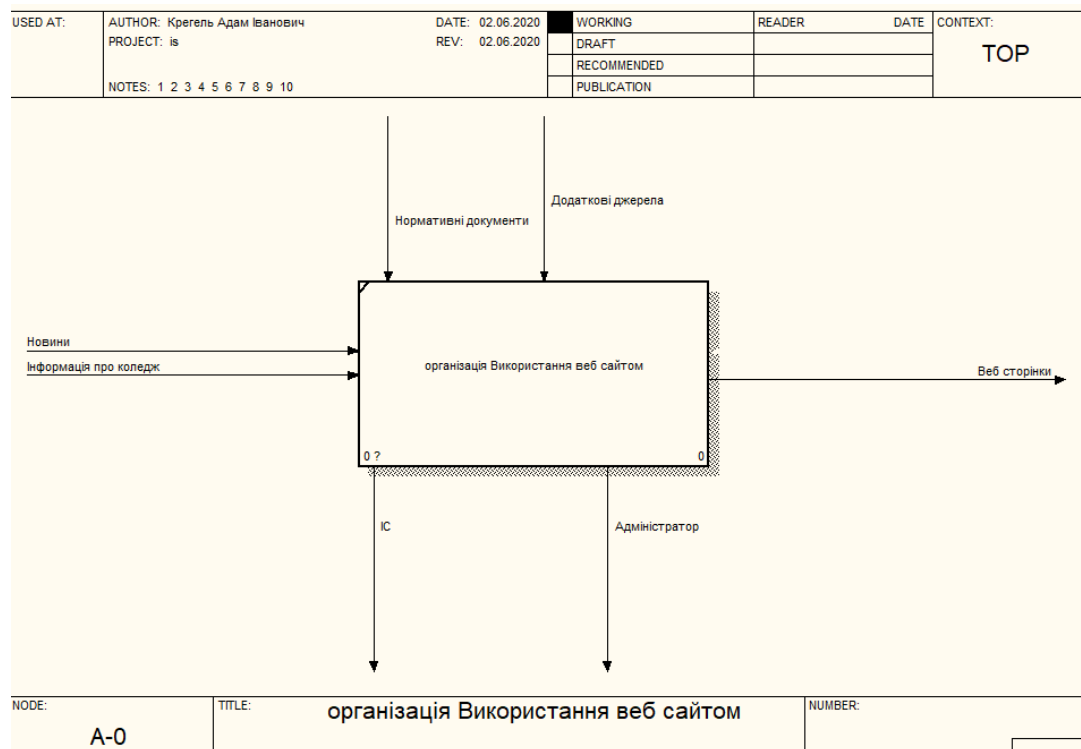 USED AT:
AUTHOR: Крегель Адам Іванович
DATE: 02.06.2020
WORKING
READER
DATE
CONTEXT:
PROJECT: is
REV: 02.06.2020
DRAFT
TOP
RECOMMENDED
NOTES: 1 2 3 4 5 6 7 8 9 10
PUBLICATION
Додаткові джерела
Нормативні документи
Новини
Інформація про коледж
організація Використання веб сайтом
Веб сторінки
0 ?
0
ІС
Адміністратор
NODE:
TITLE:
організація Використання веб сайтом
NUMBER:
A-0